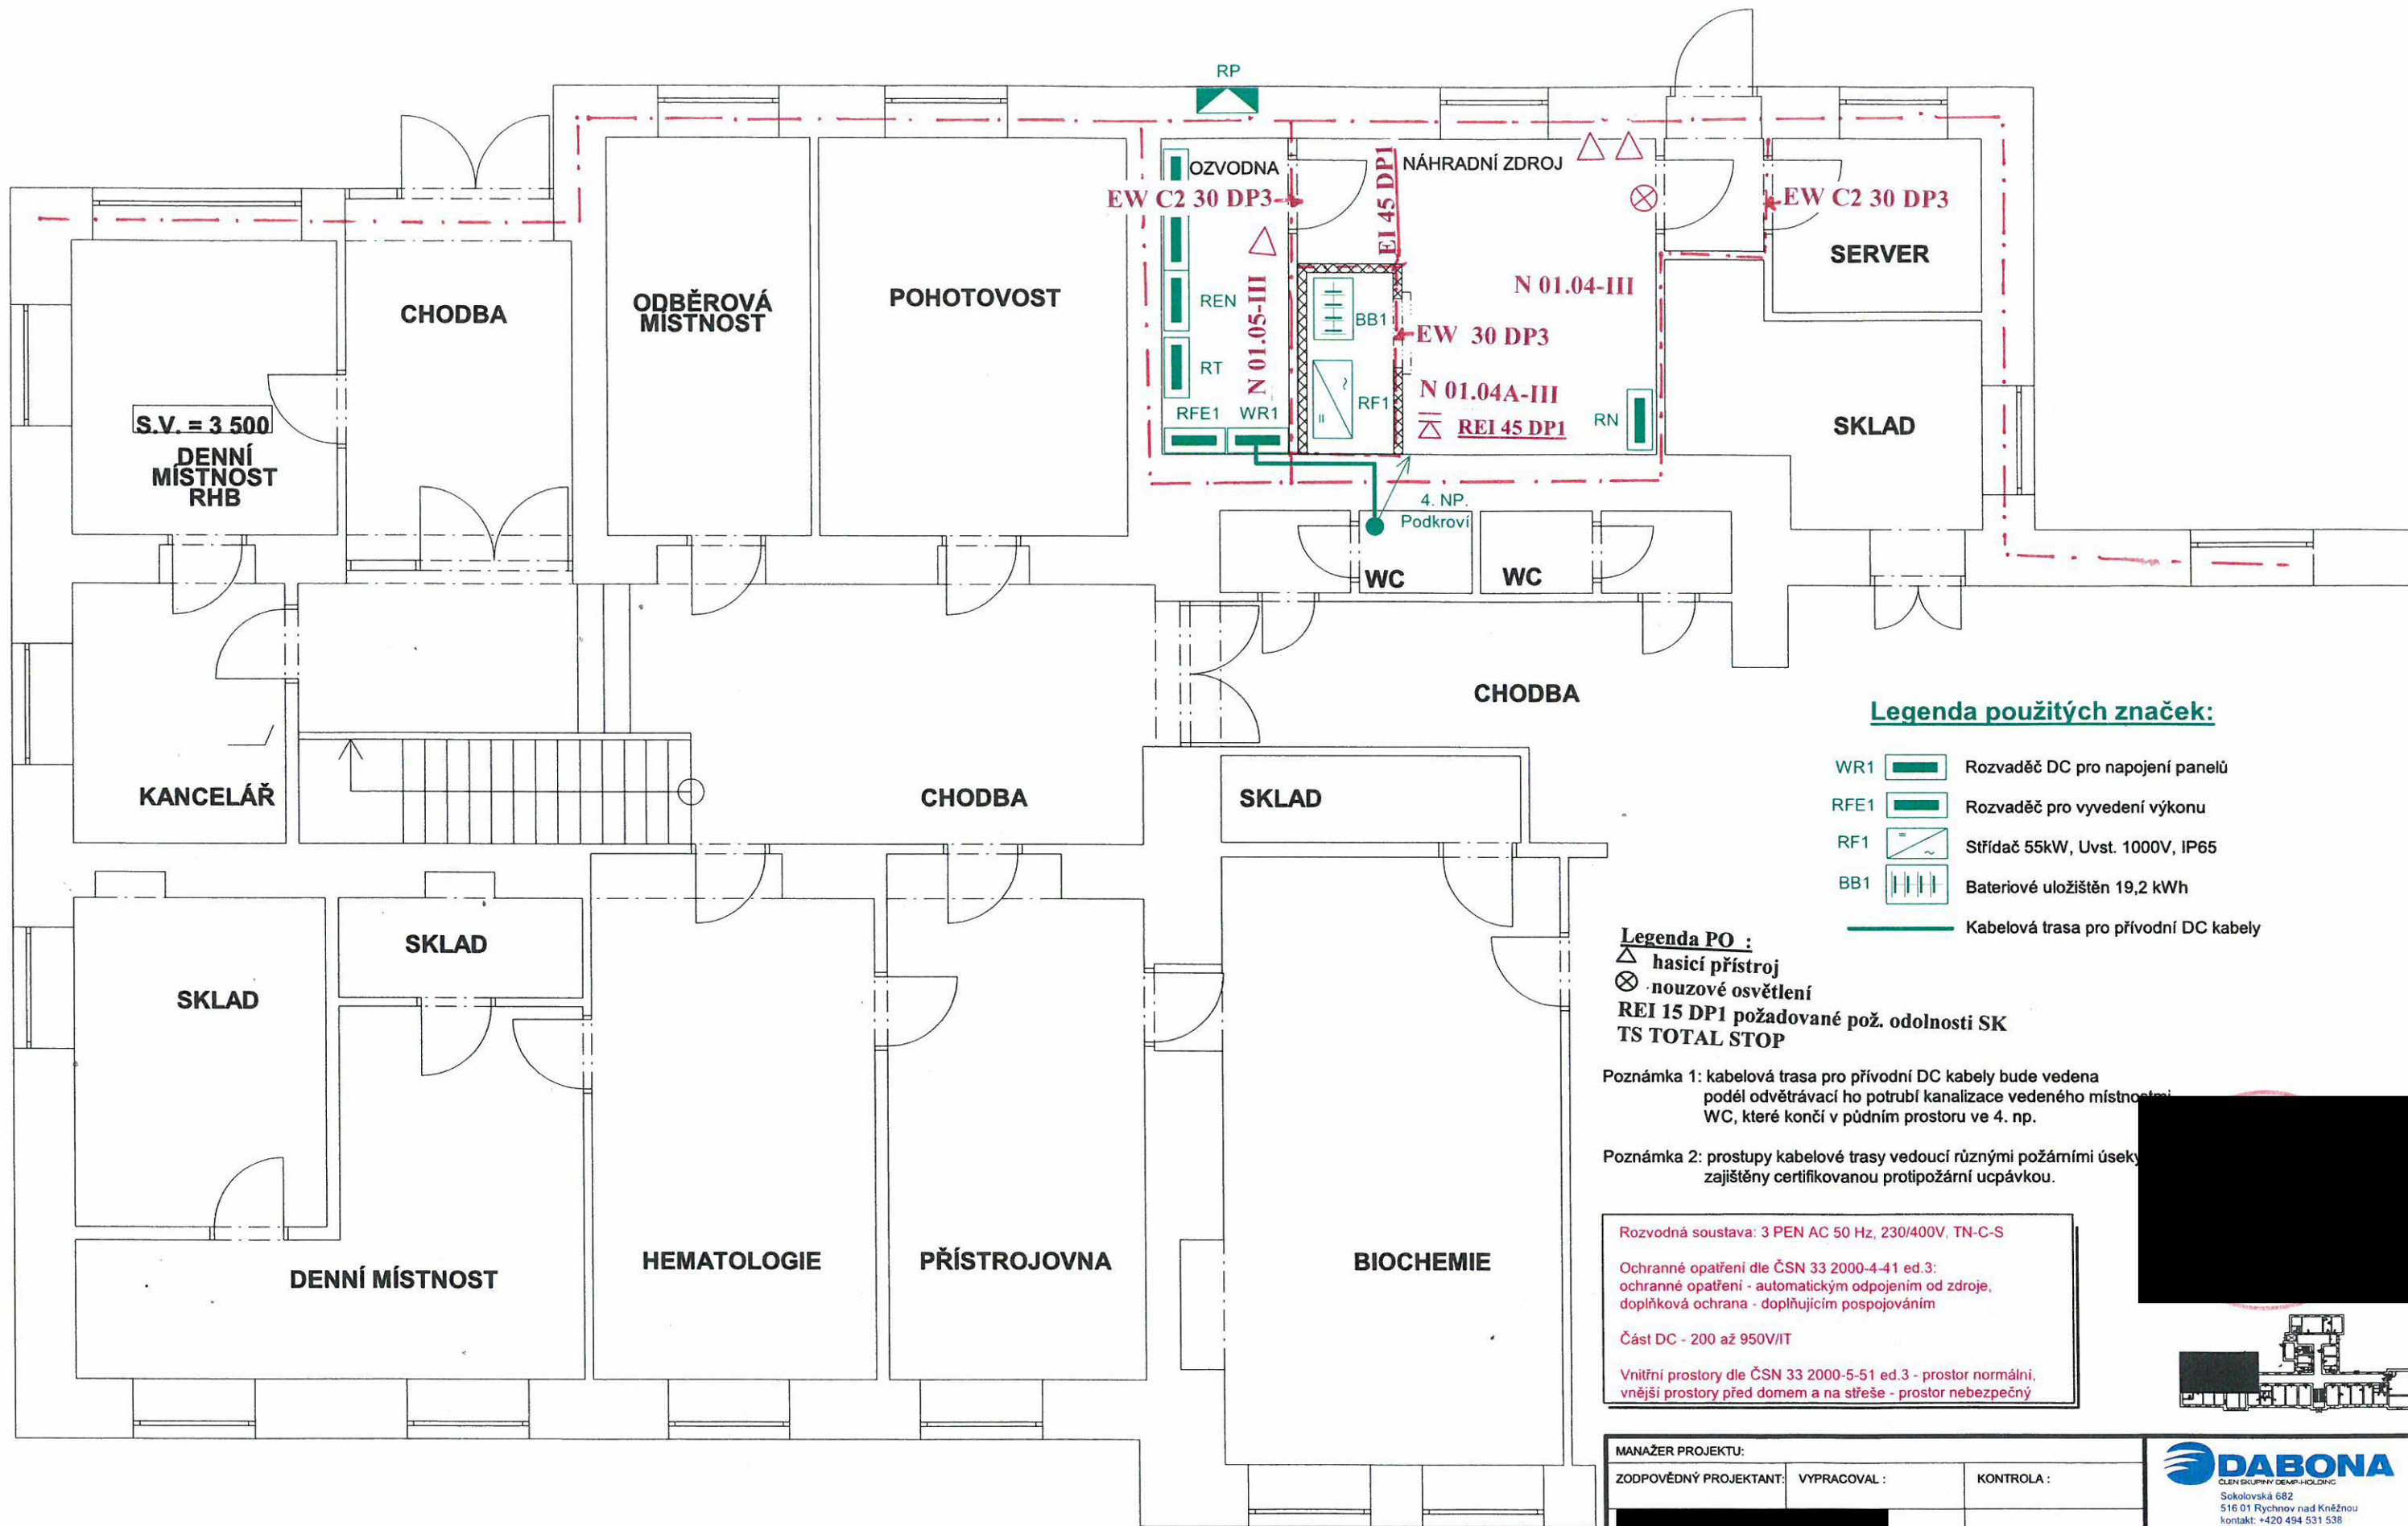 RP
OZVODNA
NÁHRADNÍ ZDROJ
EW C2 30 DP3
EI 45 DP1
EW C2 30 DP3
SERVER
CHODBA
ODBĚROVÁ
MÍSTNOST
POHOTOVOST
REN
N 01.05-III
BB1
N 01.04-III
EW 30 DP3
RT
RF1
N 01.04A-III
RFE1
WR1
REI 45 DP1
RN
SKLAD
S.V. = 3 500
DENNÍ
MÍSTNOST
RHB
4. NP.
Podkroví
WC
WC
CHODBA
KANCELÁŘ
CHODBA
SKLAD
SKLAD
SKLAD
DENNÍ MÍSTNOST
HEMATOLOGIE
PŘÍSTROJOVNA
BIOCHEMIE
Legenda použitých značek:
WR1 Rozvaděč DC pro napojení panelů
RFE1 Rozvaděč pro vyvedení výkonu
RF1 Střídač 55kW, Uvst. 1000V, IP65
BB1 Bateriové uložištěn 19,2 kWh
Kabelová trasa pro přívodní DC kabely
Legenda PO :
hasicí přístroj
nouzové osvětlení
REI 15 DP1 požadované pož. odolnosti SK
TS TOTAL STOP
Poznámka 1: kabelová trasa pro přívodní DC kabely bude vedena
podél odvětrávací ho potrubí kanalizace vedeného místnostmi
WC, které končí v půdním prostoru ve 4. np.
Poznámka 2: prostupy kabelové trasy vedoucí různými požárními úseky
zajištěny certifikovanou protipožární ucpávkou.
Rozvodná soustava: 3 PEN AC 50 Hz, 230/400V, TN-C-S
Ochranné opatření dle ČSN 33 2000-4-41 ed.3:
ochranné opatření - automatickým odpojením od zdroje,
doplňková ochrana - doplňujícím pospojováním
Část DC - 200 až 950V/IT
Vnitřní prostory dle ČSN 33 2000-5-51 ed.3 - prostor normální,
vnější prostory před domem a na střeše - prostor nebezpečný
MANAŽER PROJEKTU:
ZODPOVĚDNÝ PROJEKTANT: VYPRACOVAL : KONTROLA :
DABONA
ČLEN SKUPINY DEMP-HOLDING
Sokolovská 682
516 01 Rychnov nad Kněžnou
kontakt: +420 494 531 538